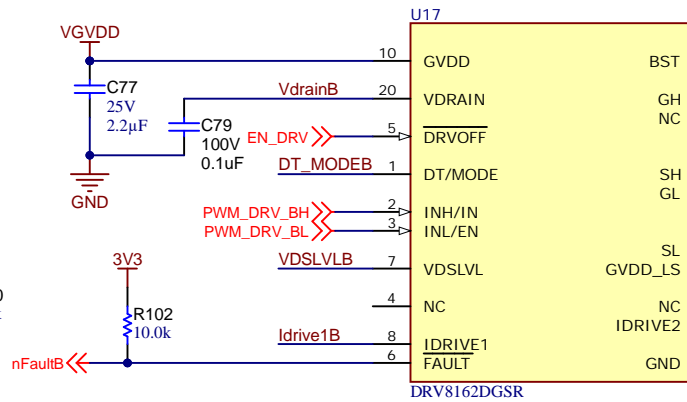 U17
VGVDD
10 GVDD BST
C77
25V
2.2µF
VdrainB 20 VDRAIN GH
NC
C79
100V
0.1uF
EN_DRV 5 DRVOFF
DT_MODEB 1 DT/MODE SH
GND
GL
PWM_DRV_BH 2 INH/IN
PWM_DRV_BL 3 INL/EN
SL
3V3
VDSLVLB 7 VDSLVL GVDD_LS
4 NC NC
R102
10.0k
IDRIVE2
Idrive1B 8 IDRIVE1
nFaultB 6 FAULT GND
DRV8162DGSR